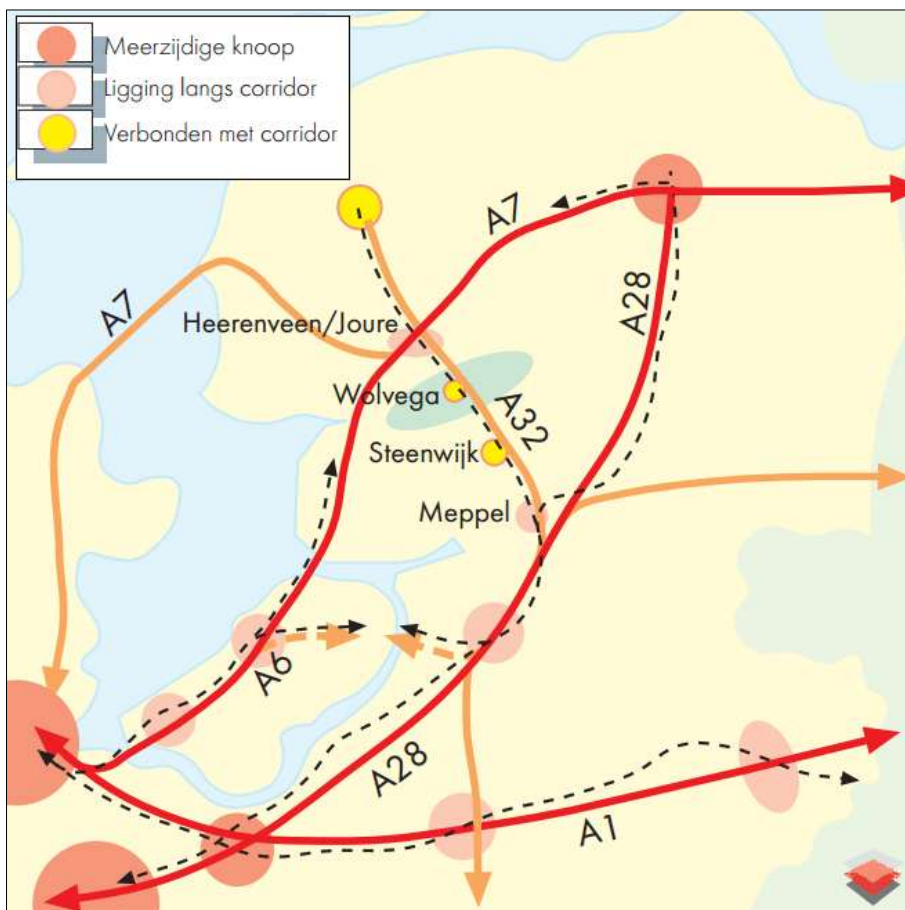 Meerzijdige knoop
Ligging langs corridor
Verbonden met corridor
A7
A7
A28
Heerenveen/Joure
Wolvega
A32
Steenwijk
Meppel
A6
A28
A1